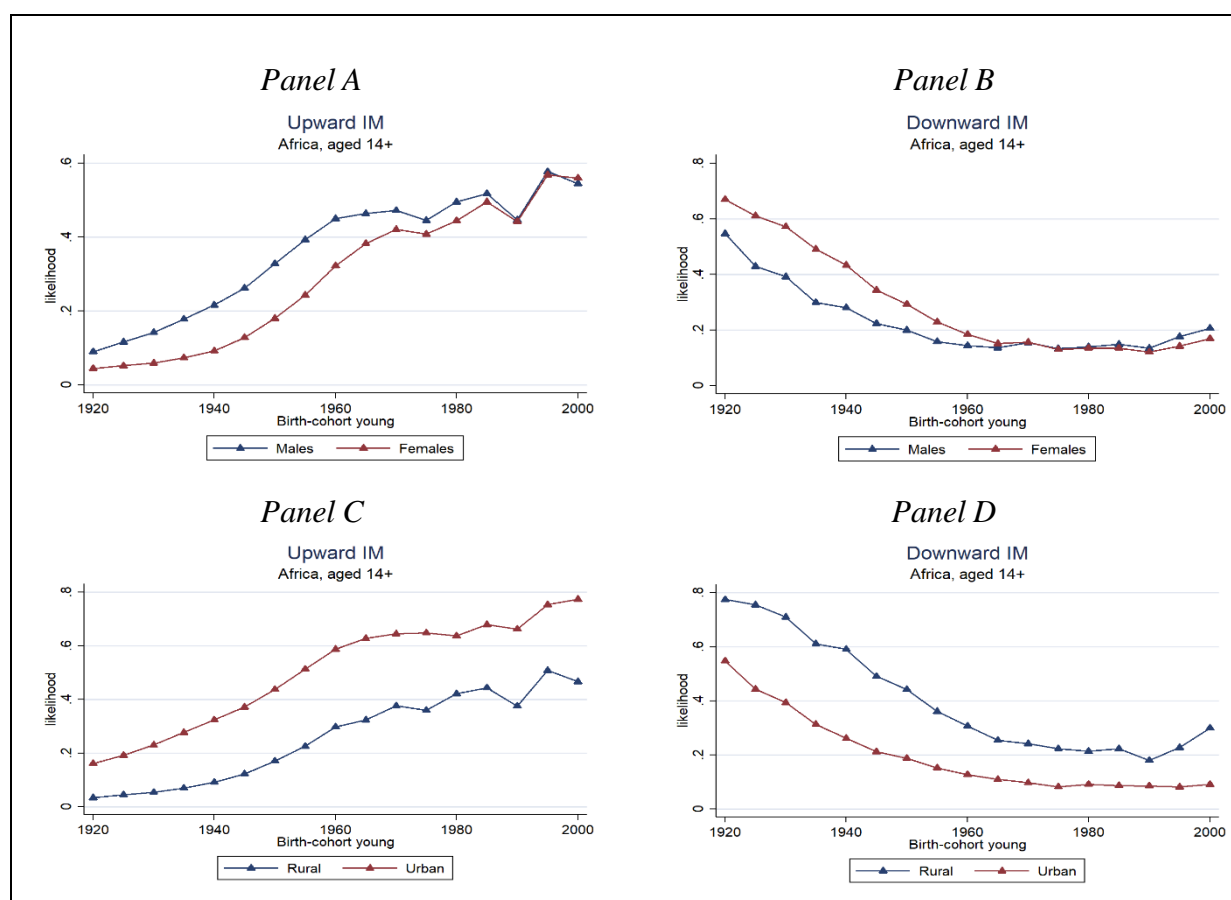 Panel A
Upward IM
Africa, aged 14+
likelihood
0 .2 .4 .6
1920 1940 1960 1980 2000
Birth-cohort young
Males Females
Panel B
Downward IM
Africa, aged 14+
likelihood
0 .2 .4 .6 .8
1920 1940 1960 1980 2000
Birth-cohort young
Males Females
Panel C
Upward IM
Africa, aged 14+
likelihood
0 .2 .4 .6 .8
1920 1940 1960 1980 2000
Birth-cohort young
Rural Urban
Panel D
Downward IM
Africa, aged 14+
likelihood
0 .2 .4 .6 .8
1920 1940 1960 1980 2000
Birth-cohort young
Rural Urban